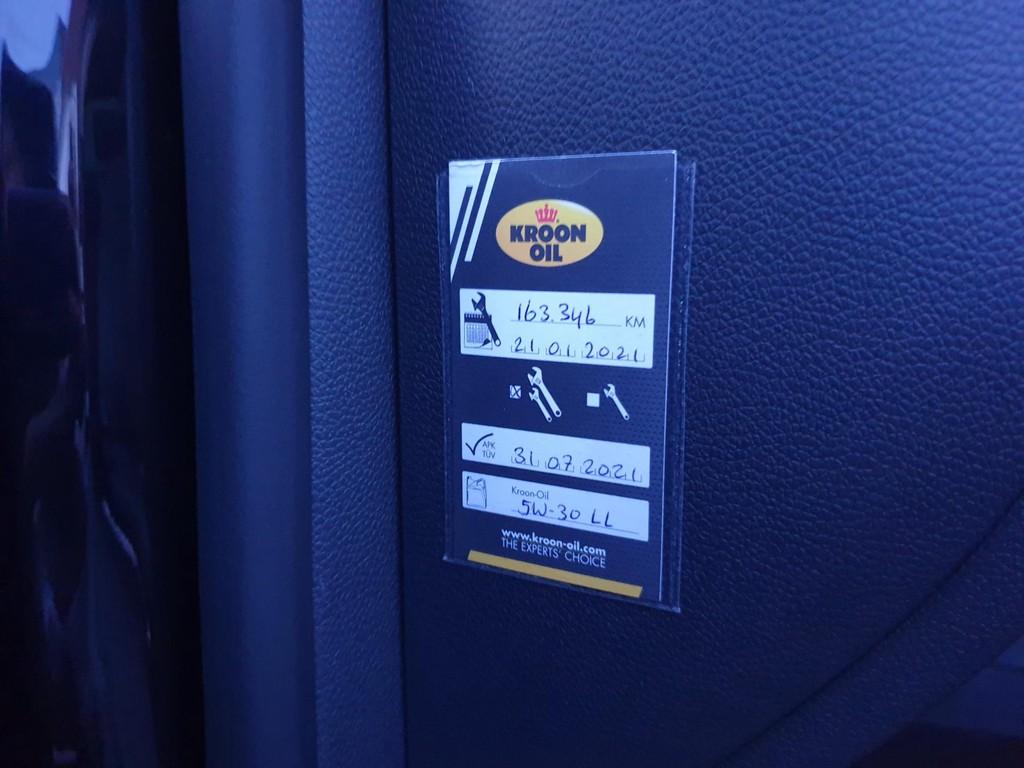 KROON
OIL
163.346 KM
21 01 2021
APK
TÜV
31 07 2021
Kroon-Oil
5W-30 LL
www.kroon-oil.com
THE EXPERTS' CHOICE